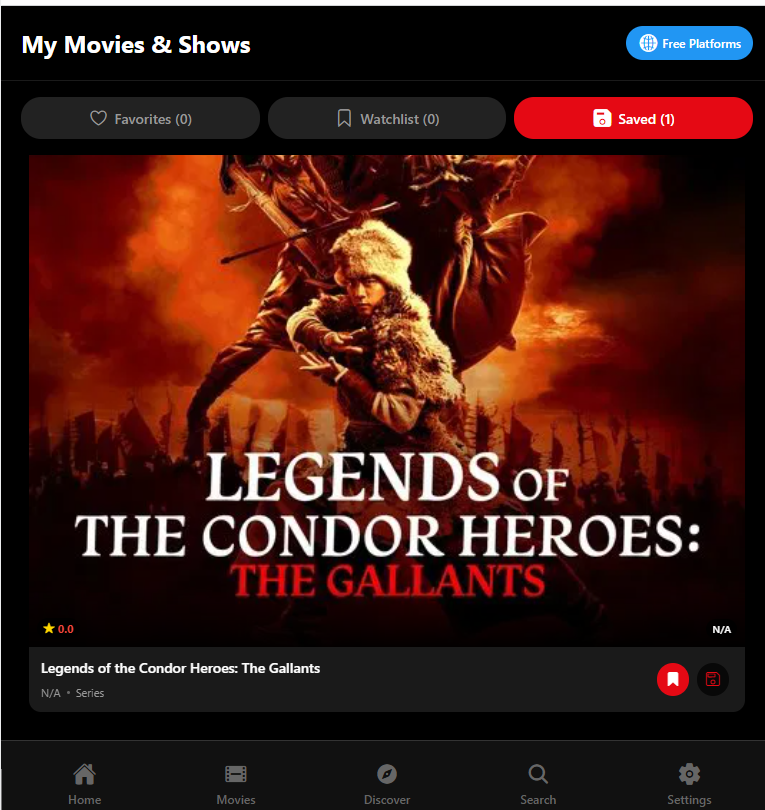 My Movies & Shows
Free Platforms
Favorites (0)
Watchlist (0)
Saved (1)
LEGENDS OF
THE CONDOR HEROES:
THE GALLANTS
0.0
N/A
Legends of the Condor Heroes: The Gallants
N/A • Series
Home
Movies
Discover
Search
Settings